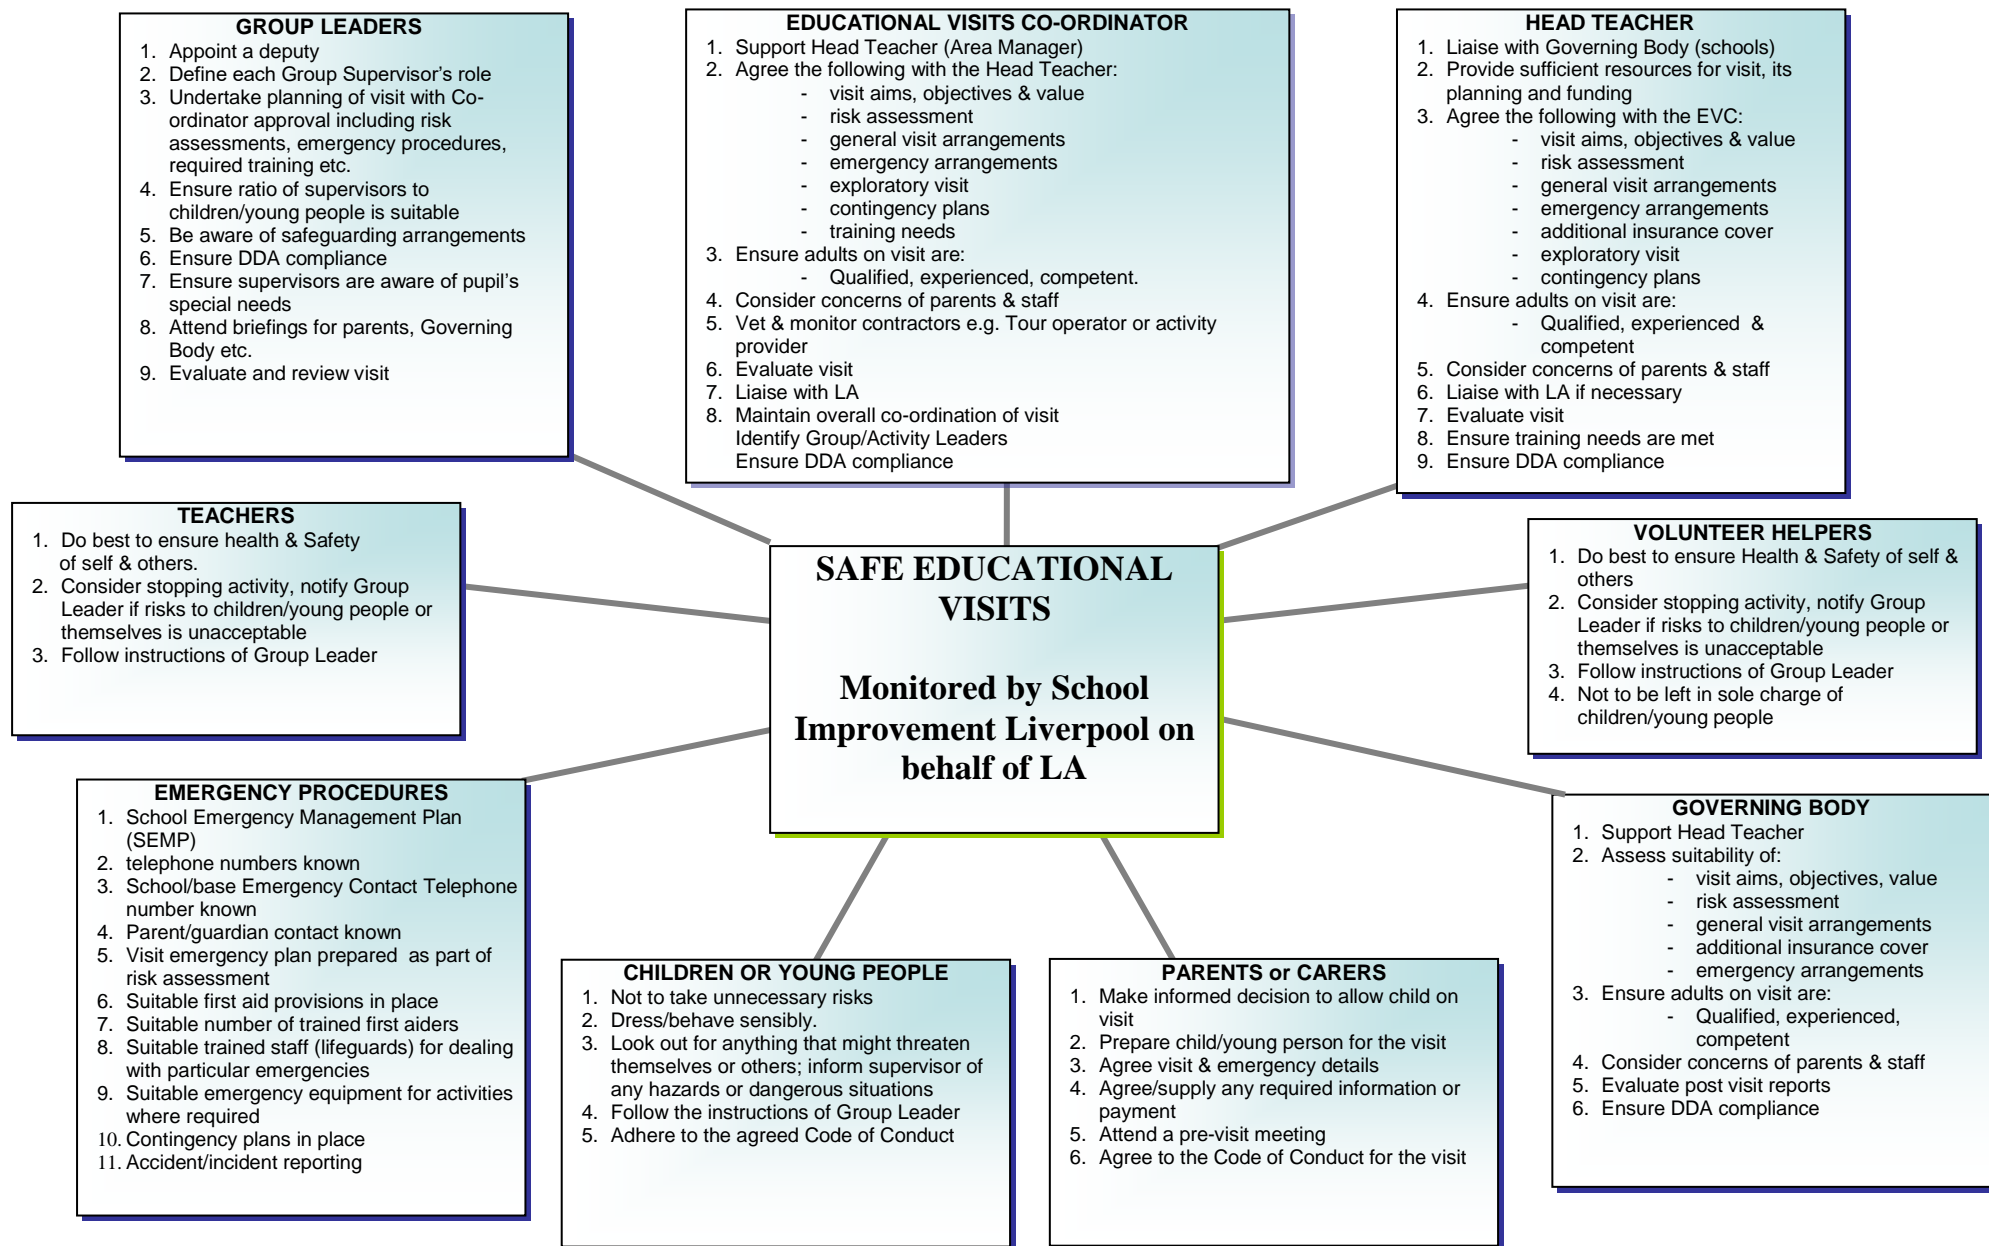 GROUP LEADERS
1. Appoint a deputy
2. Define each Group Supervisor's role
3. Undertake planning of visit with Co-
ordinator approval including risk
assessments, emergency procedures,
required training etc.
4. Ensure ratio of supervisors to
children/young people is suitable
5. Be aware of safeguarding arrangements
6. Ensure DDA compliance
7. Ensure supervisors are aware of pupil's
special needs
8. Attend briefings for parents, Governing
Body etc.
9. Evaluate and review visit
EDUCATIONAL VISITS CO-ORDINATOR
1. Support Head Teacher (Area Manager)
2. Agree the following with the Head Teacher:
- visit aims, objectives & value
- risk assessment
- general visit arrangements
- emergency arrangements
- exploratory visit
- contingency plans
- training needs
3. Ensure adults on visit are:
- Qualified, experienced, competent.
4. Consider concerns of parents & staff
5. Vet & monitor contractors e.g. Tour operator or activity
provider
6. Evaluate visit
7. Liaise with LA
8. Maintain overall co-ordination of visit
Identify Group/Activity Leaders
Ensure DDA compliance
HEAD TEACHER
1. Liaise with Governing Body (schools)
2. Provide sufficient resources for visit, its
planning and funding
3. Agree the following with the EVC:
- visit aims, objectives & value
- risk assessment
- general visit arrangements
- emergency arrangements
- additional insurance cover
- exploratory visit
- contingency plans
4. Ensure adults on visit are:
- Qualified, experienced &
competent
5. Consider concerns of parents & staff
6. Liaise with LA if necessary
7. Evaluate visit
8. Ensure training needs are met
9. Ensure DDA compliance
TEACHERS
1. Do best to ensure health & Safety
of self & others.
2. Consider stopping activity, notify Group
Leader if risks to children/young people or
themselves is unacceptable
3. Follow instructions of Group Leader
SAFE EDUCATIONAL
VISITS
Monitored by School
Improvement Liverpool on
behalf of LA
VOLUNTEER HELPERS
1. Do best to ensure Health & Safety of self &
others
2. Consider stopping activity, notify Group
Leader if risks to children/young people or
themselves is unacceptable
3. Follow instructions of Group Leader
4. Not to be left in sole charge of
children/young people
EMERGENCY PROCEDURES
1. School Emergency Management Plan
(SEMP)
2. telephone numbers known
3. School/base Emergency Contact Telephone
number known
4. Parent/guardian contact known
5. Visit emergency plan prepared as part of
risk assessment
6. Suitable first aid provisions in place
7. Suitable number of trained first aiders
8. Suitable trained staff (lifeguards) for dealing
with particular emergencies
9. Suitable emergency equipment for activities
where required
10. Contingency plans in place
11. Accident/incident reporting
CHILDREN OR YOUNG PEOPLE
1. Not to take unnecessary risks
2. Dress/behave sensibly.
3. Look out for anything that might threaten
themselves or others; inform supervisor of
any hazards or dangerous situations
4. Follow the instructions of Group Leader
5. Adhere to the agreed Code of Conduct
PARENTS or CARERS
1. Make informed decision to allow child on
visit
2. Prepare child/young person for the visit
3. Agree visit & emergency details
4. Agree/supply any required information or
payment
5. Attend a pre-visit meeting
6. Agree to the Code of Conduct for the visit
GOVERNING BODY
1. Support Head Teacher
2. Assess suitability of:
- visit aims, objectives, value
- risk assessment
- general visit arrangements
- additional insurance cover
- emergency arrangements
3. Ensure adults on visit are:
- Qualified, experienced,
competent
4. Consider concerns of parents & staff
5. Evaluate post visit reports
6. Ensure DDA compliance